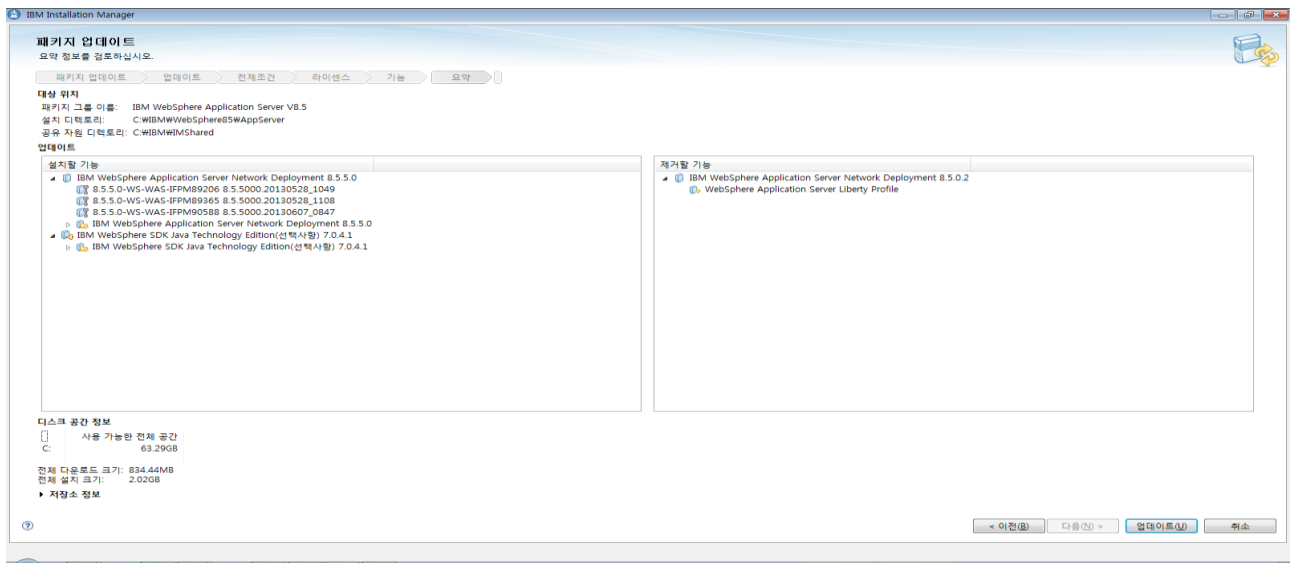 IBM Installation Manager
패키지 업데이트
요약 정보를 검토하십시오.
패키지 업데이트 업데이트 전제조건 라이센스 기능 요약
대상 위치
패키지 그룹 이름: IBM WebSphere Application Server V8.5
설치 디렉토리: C:₩IBM₩WebSphere85₩AppServer
공유 자원 디렉토리: C:₩IBM₩IMShared
업데이트
설치할 기능
IBM WebSphere Application Server Network Deployment 8.5.5.0
8.5.5.0-WS-WAS-IFPM89206 8.5.5000.20130528_1049
8.5.5.0-WS-WAS-IFPM89365 8.5.5000.20130528_1108
8.5.5.0-WS-WAS-IFPM90588 8.5.5000.20130607_0847
IBM WebSphere Application Server Network Deployment 8.5.5.0
IBM WebSphere SDK Java Technology Edition(선택사항) 7.0.4.1
IBM WebSphere SDK Java Technology Edition(선택사항) 7.0.4.1
제거할 기능
IBM WebSphere Application Server Network Deployment 8.5.0.2
WebSphere Application Server Liberty Profile
디스크 공간 정보
사용 가능한 전체 공간
C: 63.29GB
전체 다운로드 크기: 834.44MB
전체 설치 크기: 2.02GB
저장소 정보
< 이전(B) 다음(N) > 업데이트(U) 취소